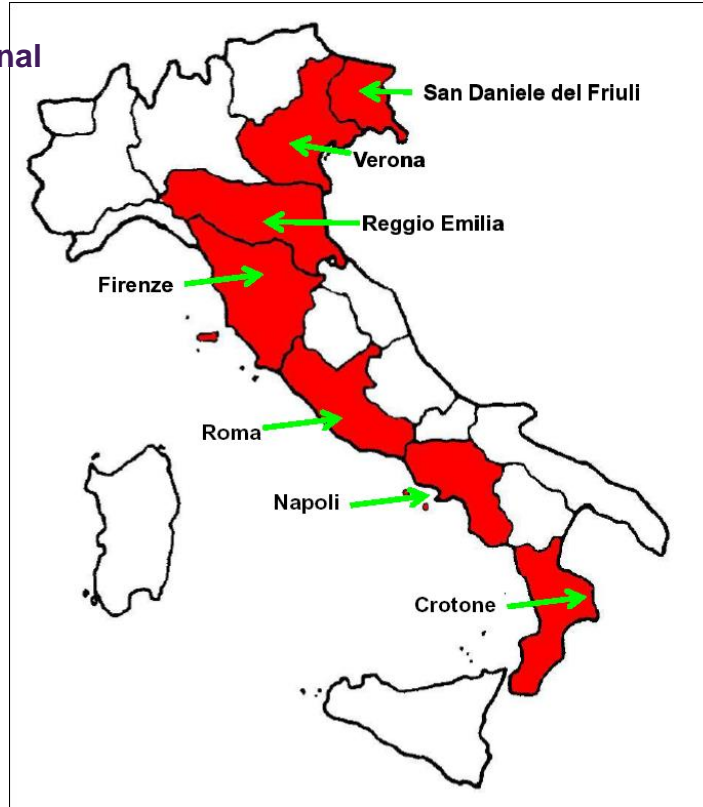 nal
San Daniele del Friuli
Verona
Reggio Emilia
Firenze
Roma
Napoli
Crotone